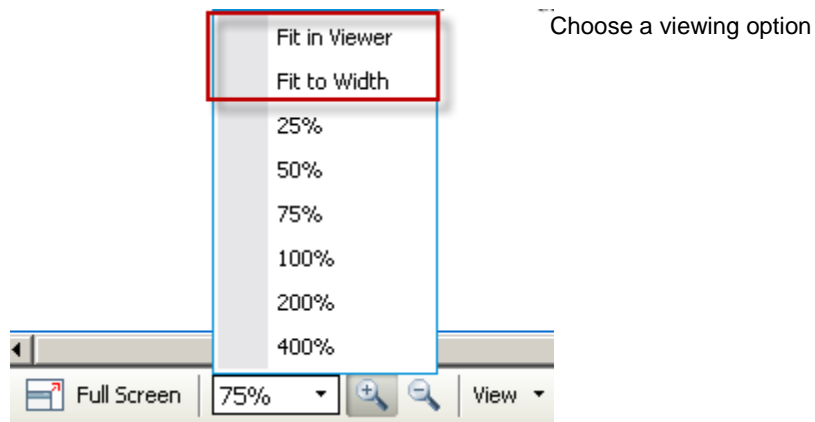 Choose a viewing option
Fit in Viewer
Fit to Width
25%
50%
75%
100%
200%
400%
Full Screen 75% View